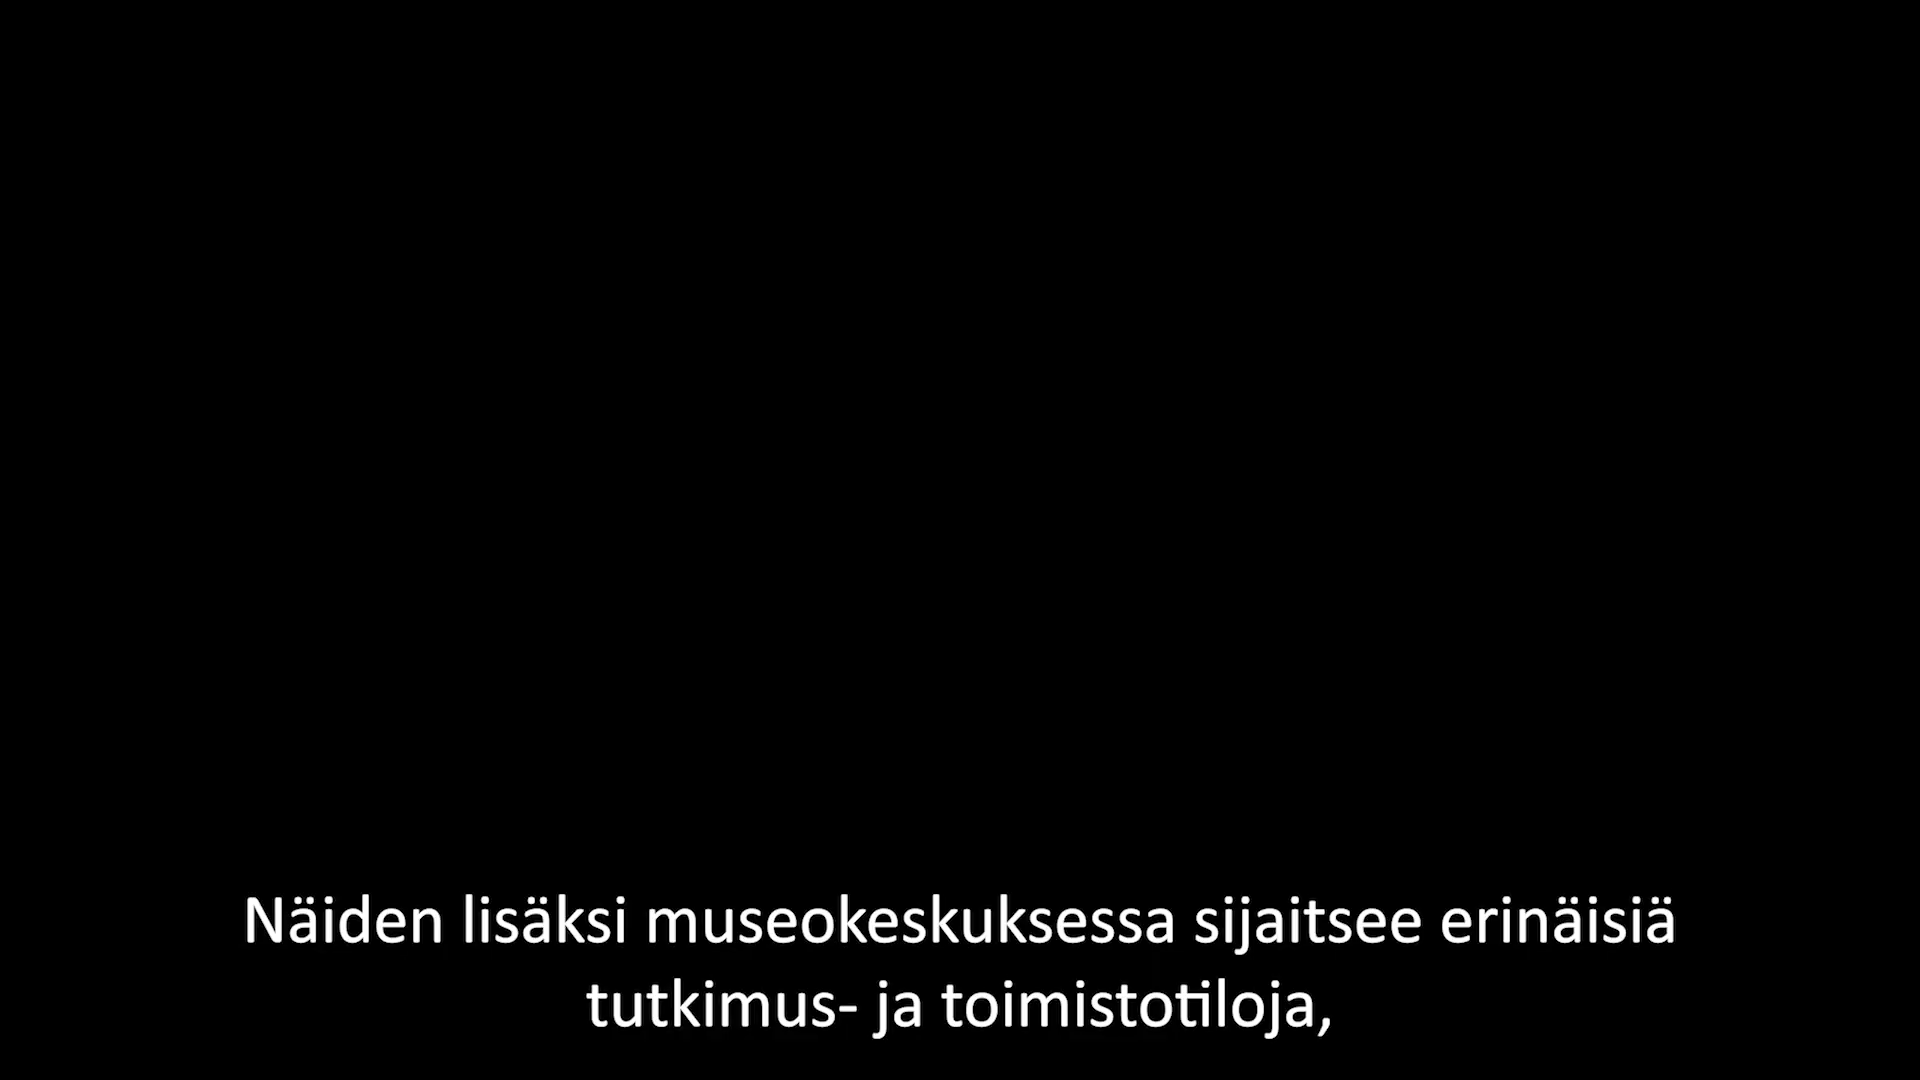 Näiden lisäksi museokeskuksessa sijaitsee erinäisiä
tutkimus- ja toimistotiloja,